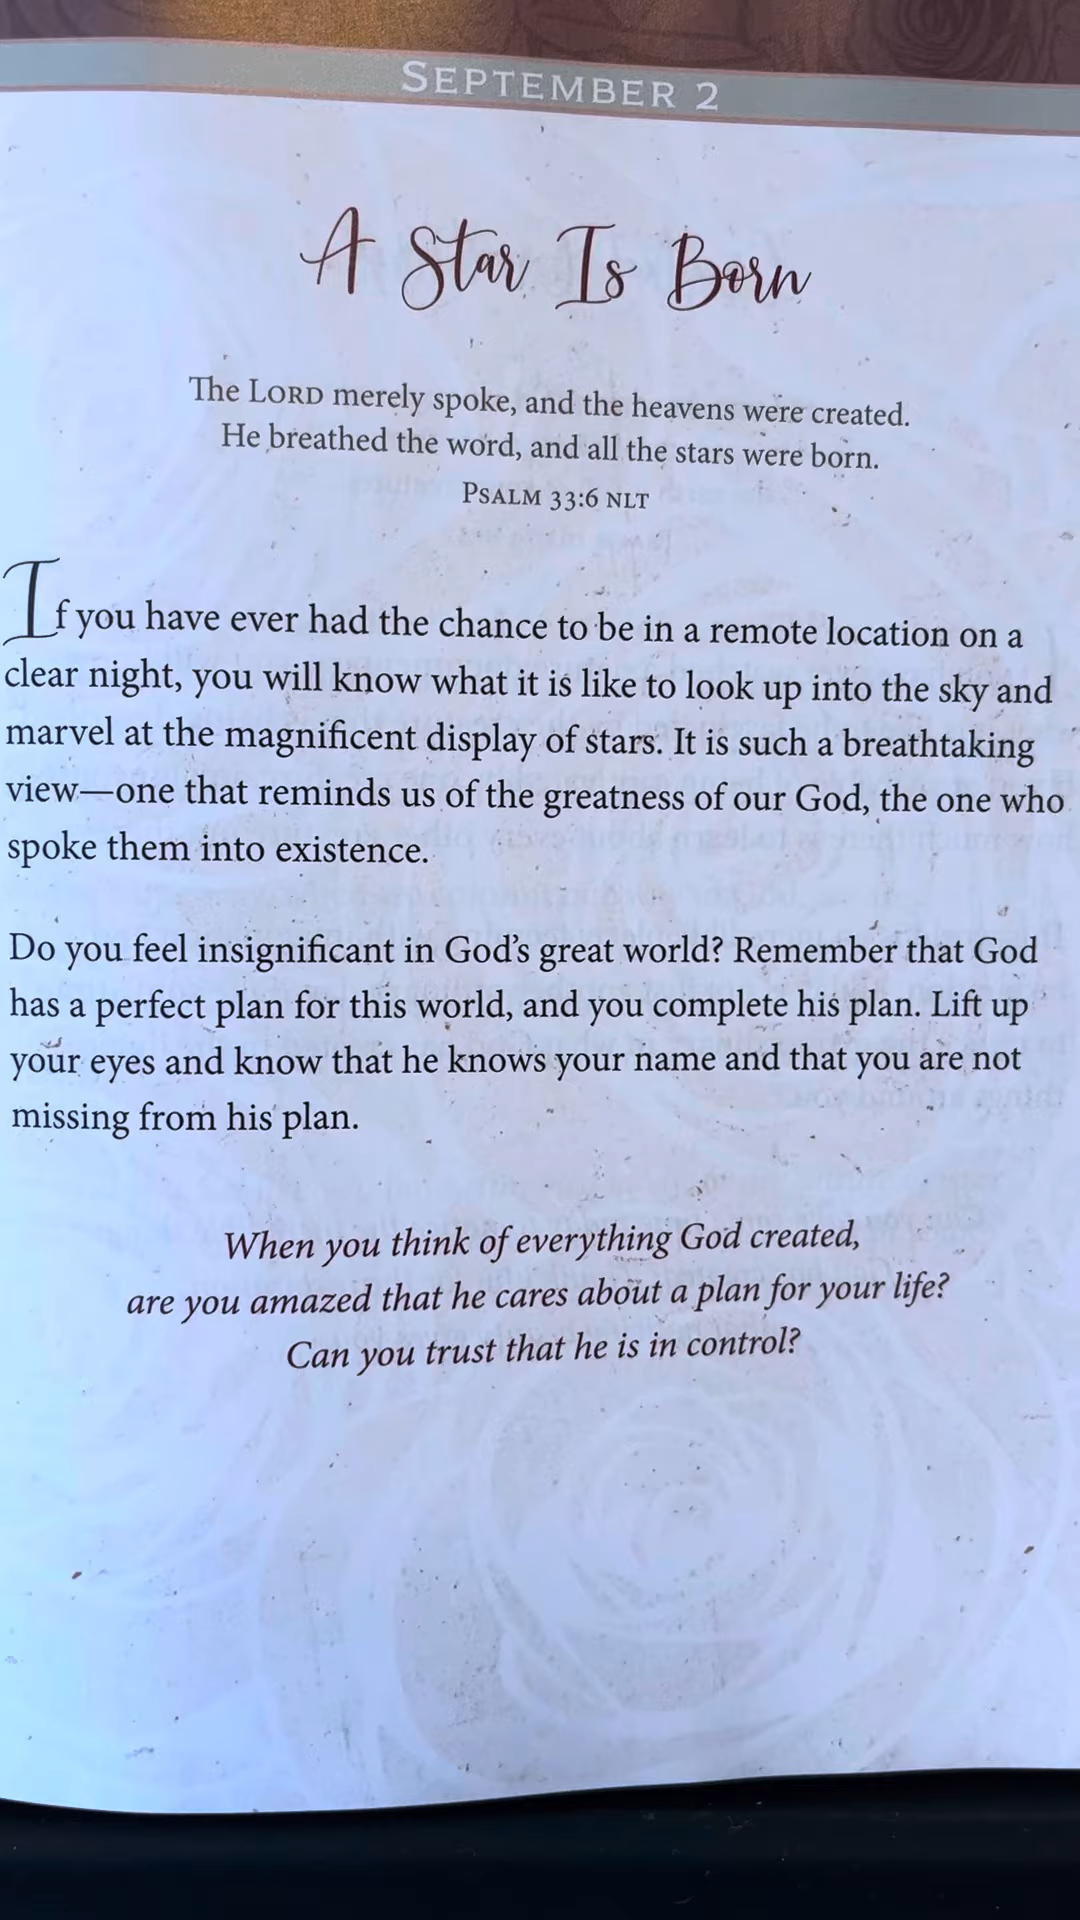 SEPTEMBER 2
A Star Is Born
The LORD merely spoke, and the heavens were created.
He breathed the word, and all the stars were born.
PSALM 33:6 NLT
If you have ever had the chance to be in a remote location on a
clear night, you will know what it is like to look up into the sky and
marvel at the magnificent display of stars. It is such a breathtaking
view—one that reminds us of the greatness of our God, the one who
spoke them into existence.
Do you feel insignificant in God’s great world? Remember that God
has a perfect plan for this world, and you complete his plan. Lift up
your eyes and know that he knows your name and that you are not
missing from his plan.
When you think of everything God created,
are you amazed that he cares about a plan for your life?
Can you trust that he is in control?